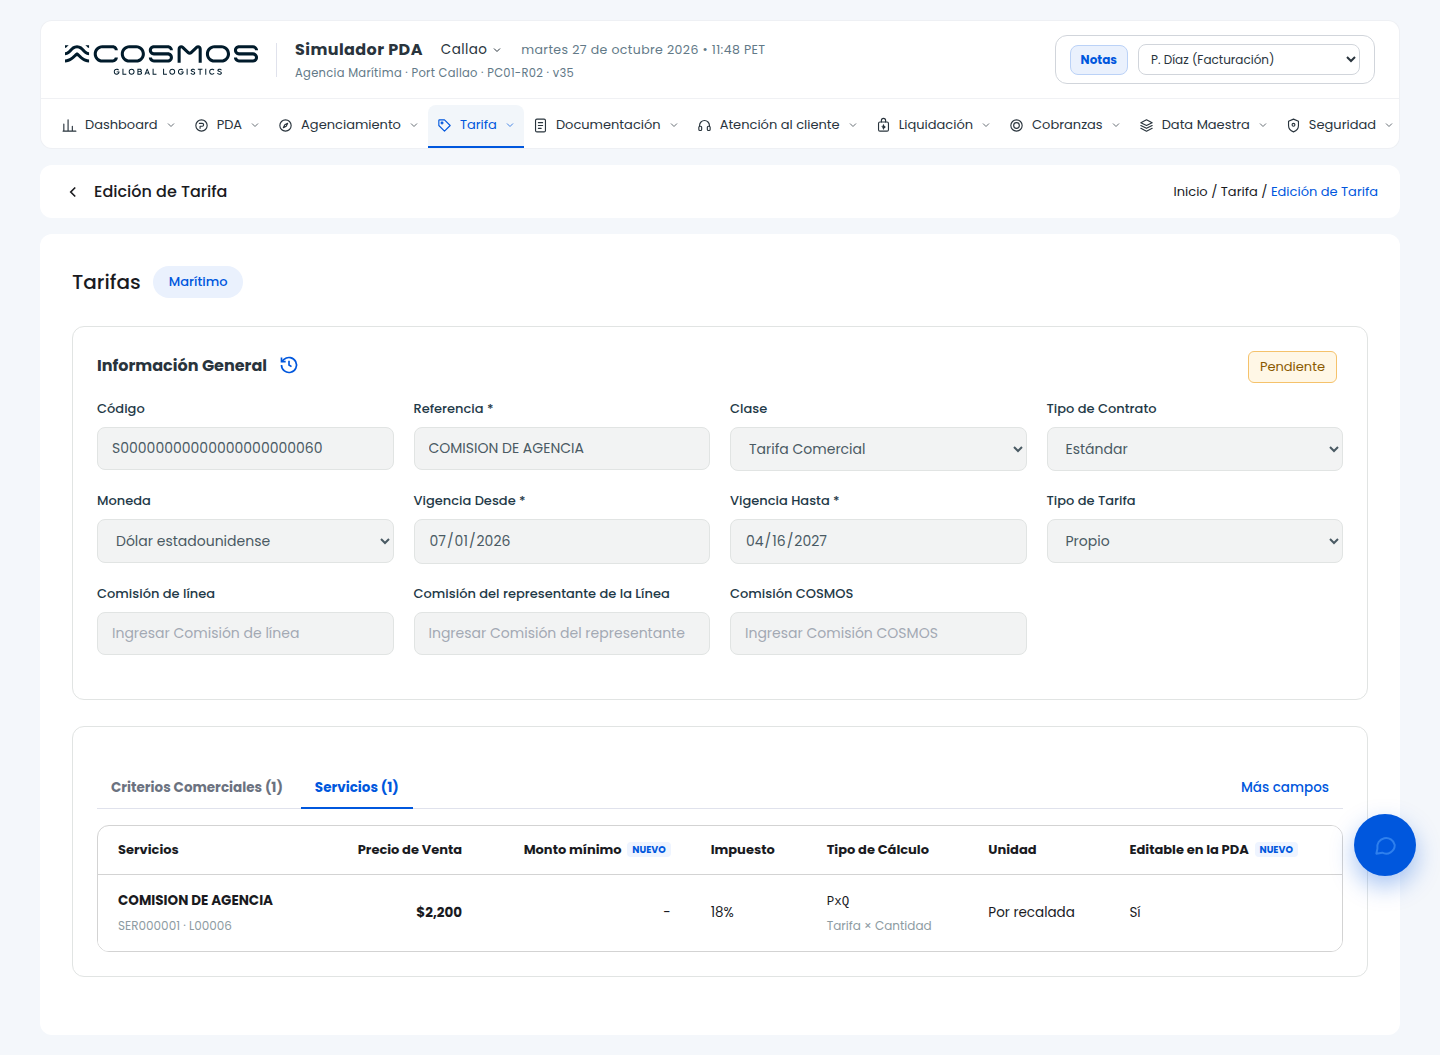 COSMOS
GLOBAL LOGISTICS
Simulador PDA Callao martes 27 de octubre 2026 • 11:48 PET
Agencia Marítima · Port Callao · PC01-R02 · v35
Notas P. Díaz (Facturación)
Dashboard PDA Agenciamiento Tarifa Documentación Atención al cliente Liquidación Cobranzas Data Maestra Seguridad
Edición de Tarifa
Inicio / Tarifa / Edición de Tarifa
Tarifas Marítimo
Información General Pendiente
Código Referencia * Clase Tipo de Contrato
S00000000000000000000060 COMISION DE AGENCIA Tarifa Comercial Estándar
Moneda Vigencia Desde * Vigencia Hasta * Tipo de Tarifa
Dólar estadounidense 07/01/2026 04/16/2027 Propio
Comisión de línea Comisión del representante de la Línea Comisión COSMOS
Ingresar Comisión de línea Ingresar Comisión del representante Ingresar Comisión COSMOS
Criterios Comerciales (1) Servicios (1) Más campos
Servicios Precio de Venta Monto mínimo NUEVO Impuesto Tipo de Cálculo Unidad Editable en la PDA NUEVO
COMISION DE AGENCIA $2,200 – 18% PxQ Por recalada Sí
SER000001 · L00006 Tarifa × Cantidad